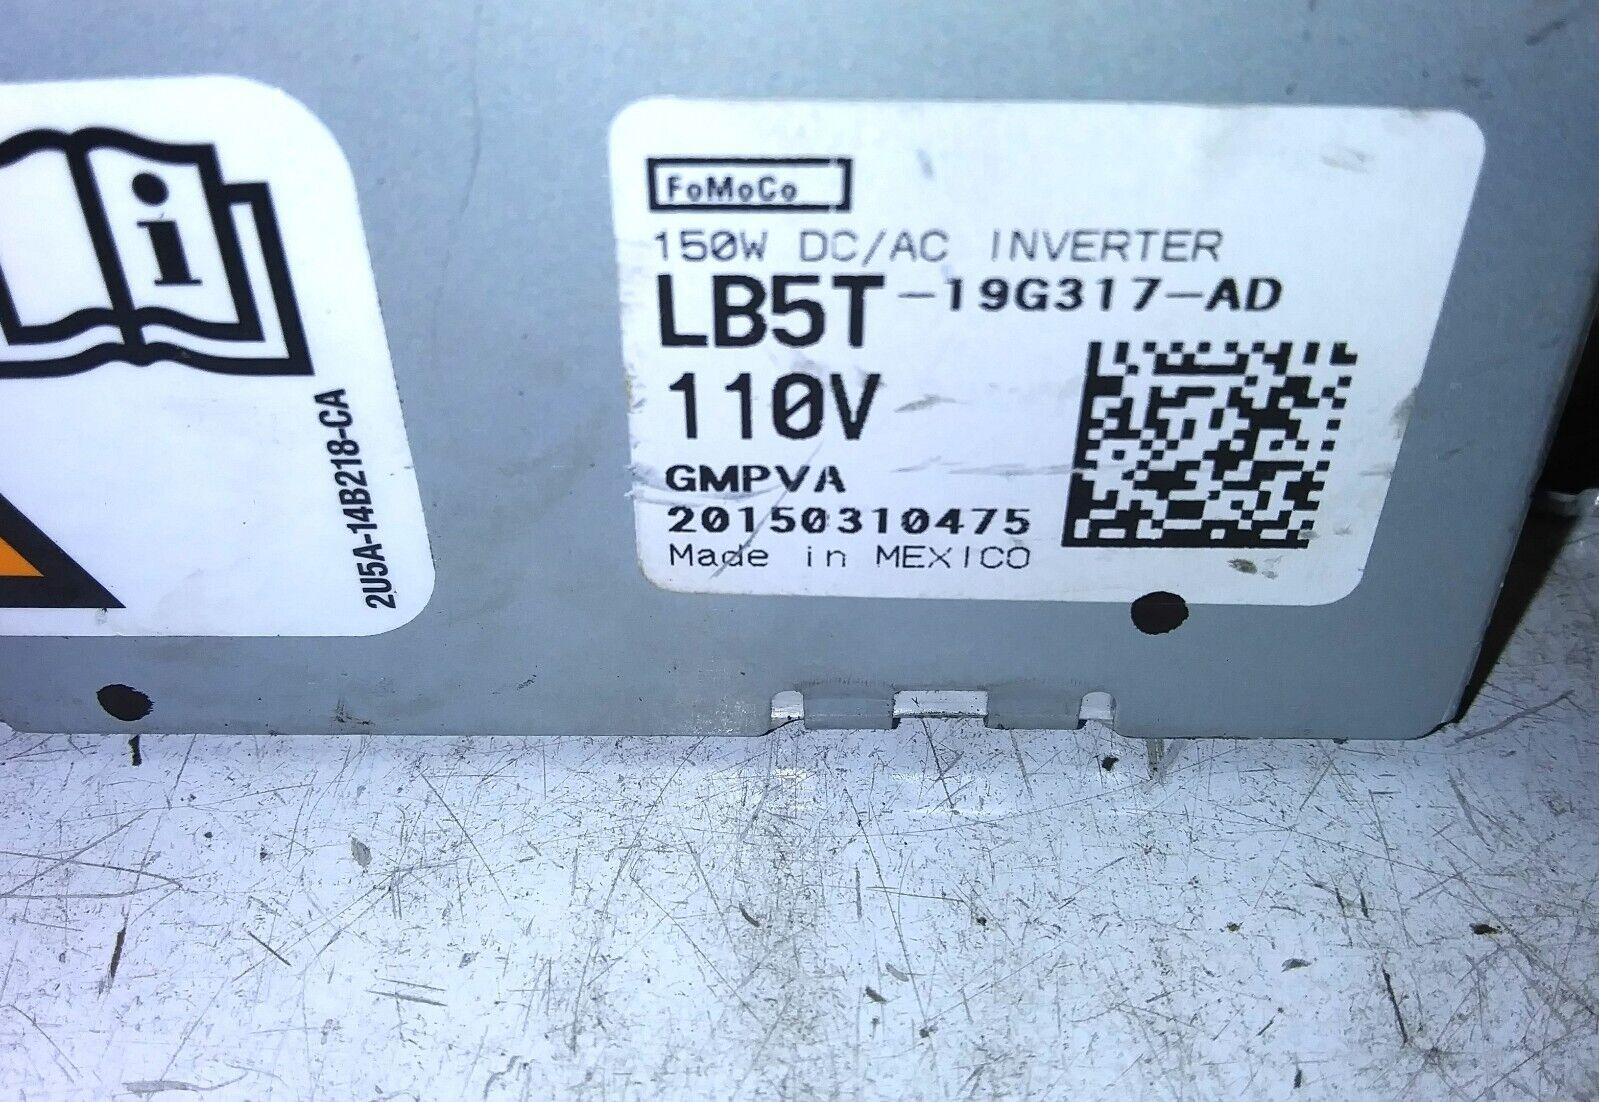 i
2U5A-14B218-CA
FoMoCo
150W DC/AC INVERTER
LB5T-19G317-AD
110V
GMPVA
20150310475
Made in MEXICO